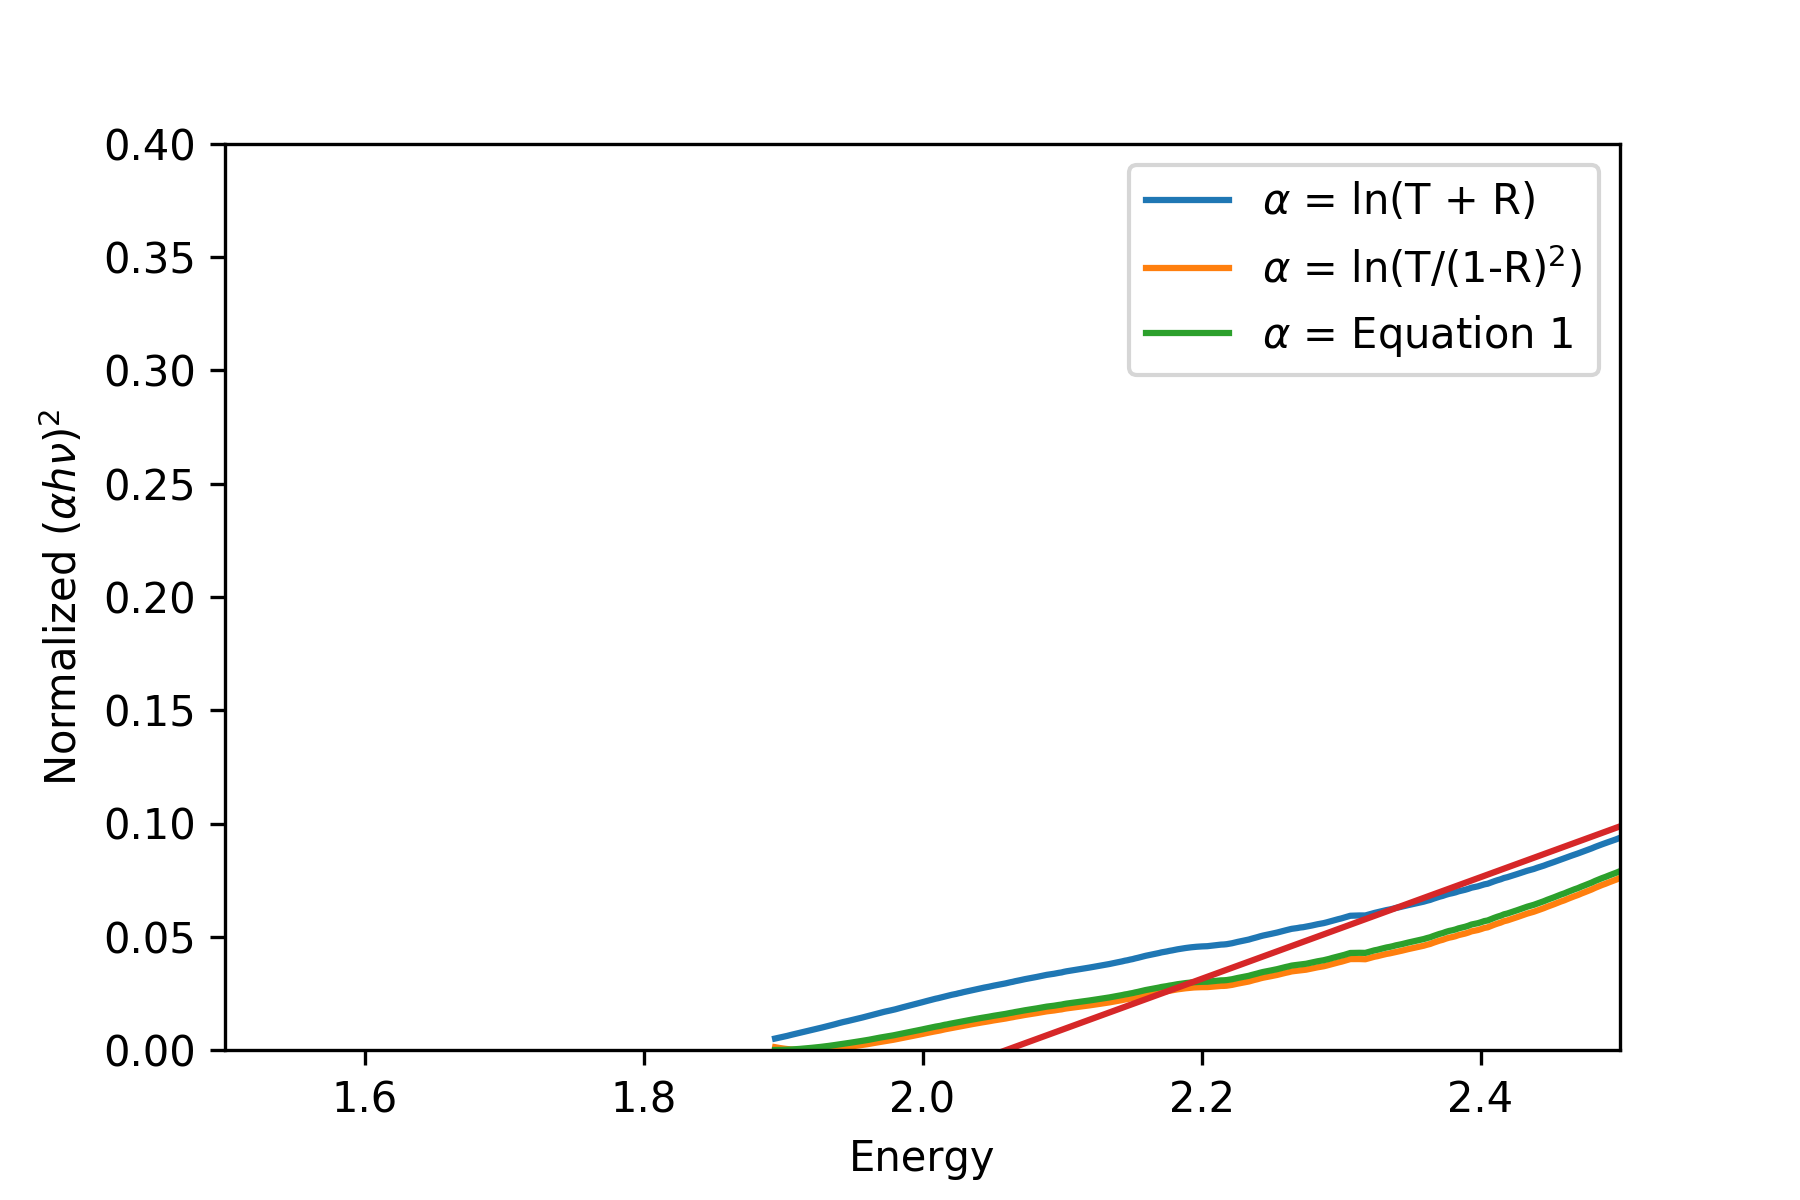 0.40
0.35
0.30
0.25
0.20
0.15
0.10
0.05
0.00
Normalized (αhν)²
α = ln(T + R)
α = ln(T/(1-R)²)
α = Equation 1
1.6 1.8 2.0 2.2 2.4
Energy